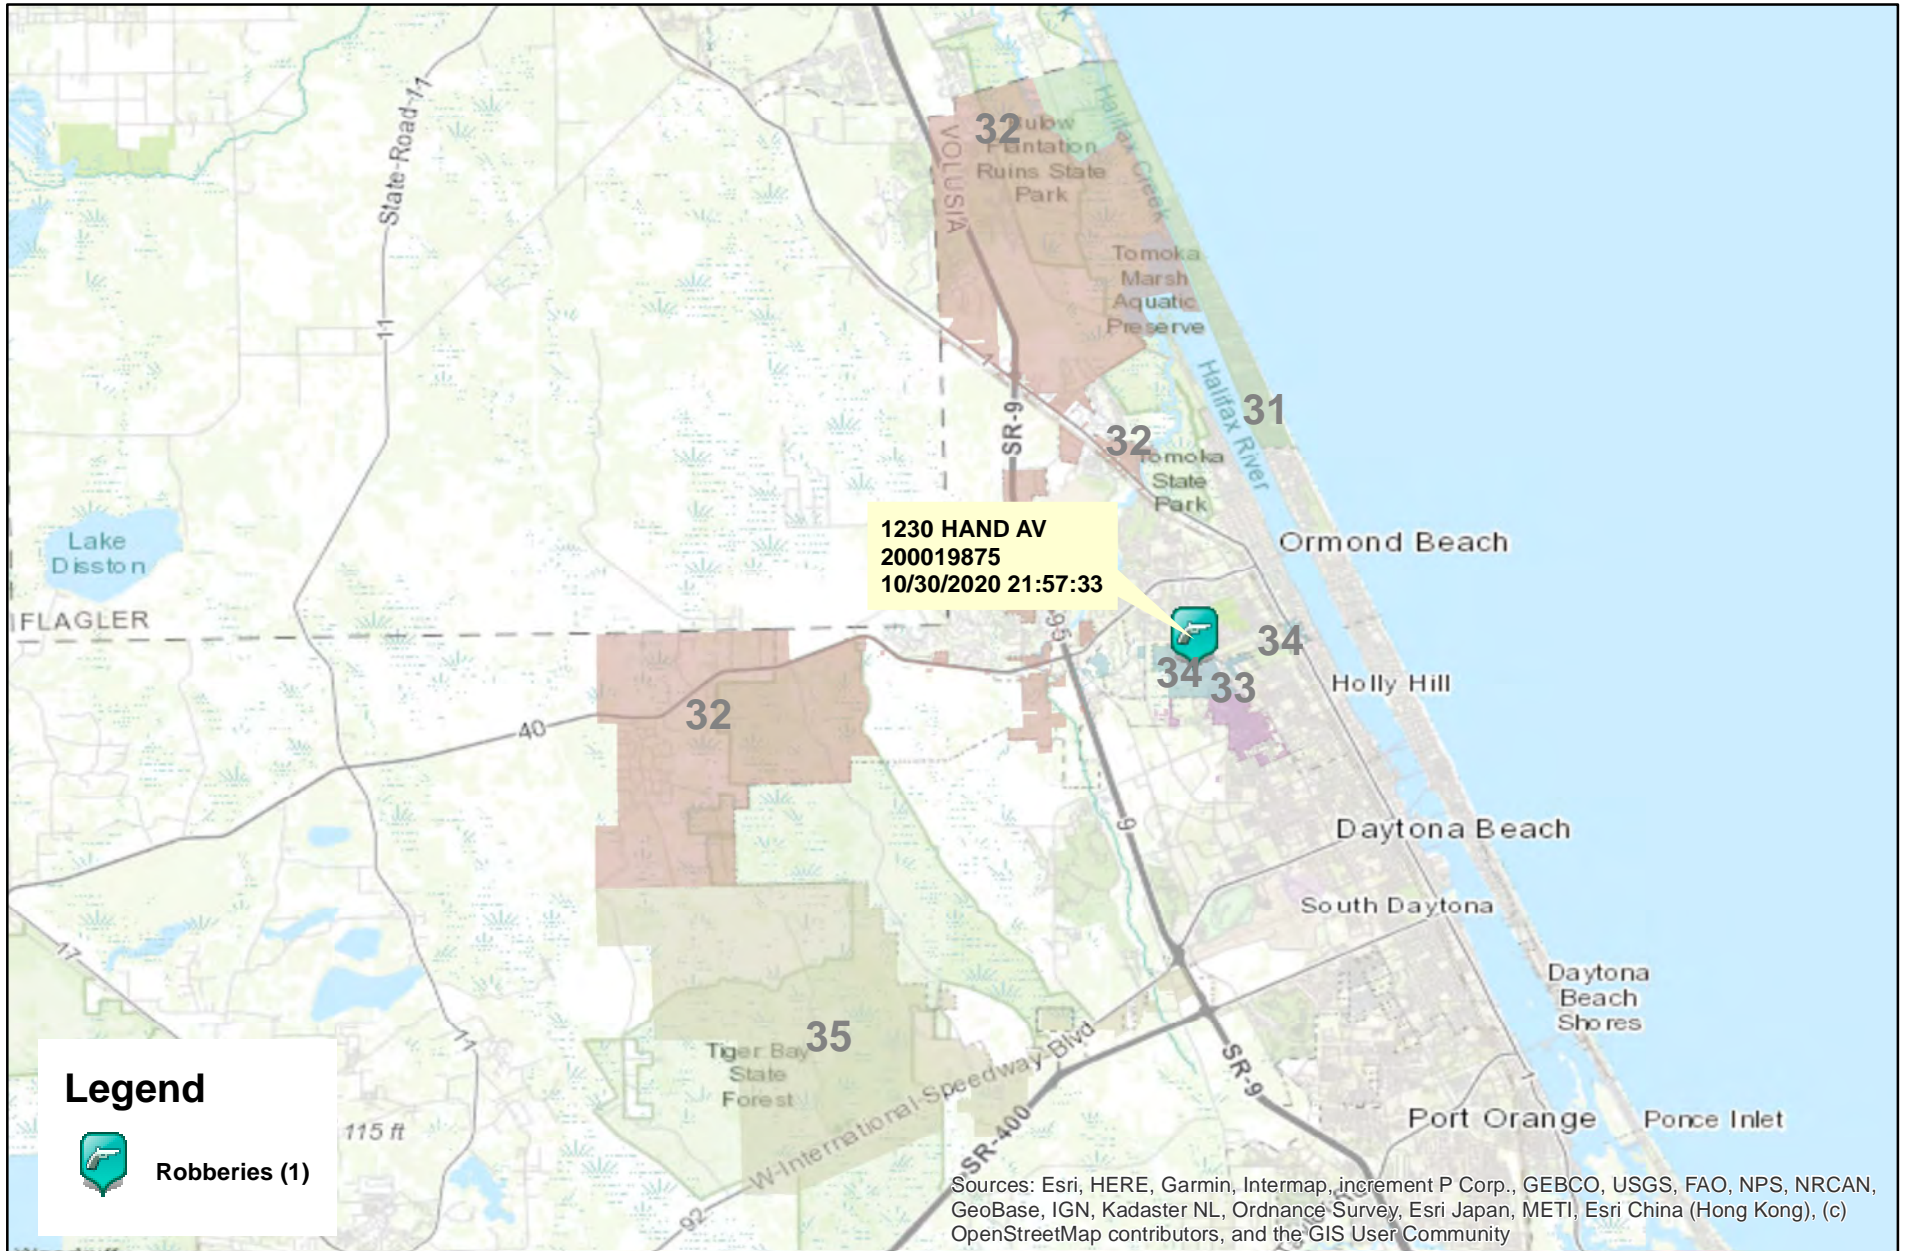 State-Road-11
11
VOLUSIA
32
Bulow
Plantation
Ruins State
Park
Halifax Creek
Tomoka
Marsh
Aquatic
Preserve
Halifax River
31
SR-9
32
Tomoka
State
Park
1
Lake
Disston
FLAGLER
1230 HAND AV
200019875
10/30/2020 21:57:33
Ormond Beach
95
34
34
33
Holly Hill
32
40
9
Daytona Beach
South Daytona
17
11
Daytona
Beach
Shores
35
Tiger Bay
State
Forest
W-International-Speedway-Blvd
SR-9
SR-400
92
1
Port Orange
Ponce Inlet
Legend
115 ft
Robberies (1)
Sources: Esri, HERE, Garmin, Intermap, increment P Corp., GEBCO, USGS, FAO, NPS, NRCAN,
GeoBase, IGN, Kadaster NL, Ordnance Survey, Esri Japan, METI, Esri China (Hong Kong), (c)
OpenStreetMap contributors, and the GIS User Community